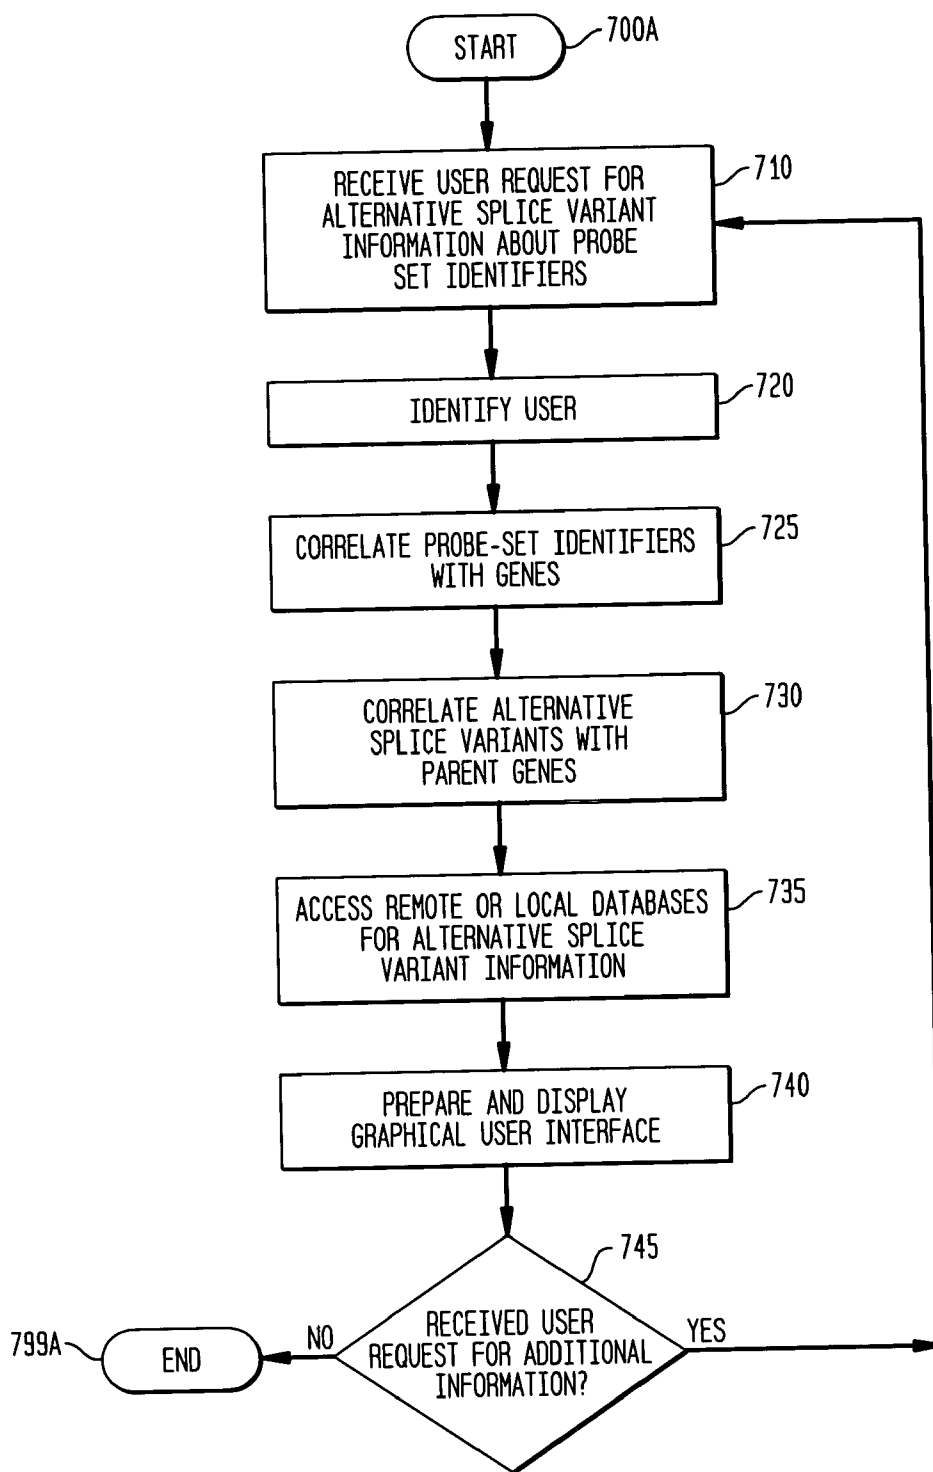 START
700A
RECEIVE USER REQUEST FOR
ALTERNATIVE SPLICE VARIANT
INFORMATION ABOUT PROBE
SET IDENTIFIERS
710
IDENTIFY USER
720
CORRELATE PROBE-SET IDENTIFIERS
WITH GENES
725
CORRELATE ALTERNATIVE
SPLICE VARIANTS WITH
PARENT GENES
730
ACCESS REMOTE OR LOCAL DATABASES
FOR ALTERNATIVE SPLICE
VARIANT INFORMATION
735
PREPARE AND DISPLAY
GRAPHICAL USER INTERFACE
740
745
RECEIVED USER
REQUEST FOR ADDITIONAL
INFORMATION?
YES
NO
799A
END